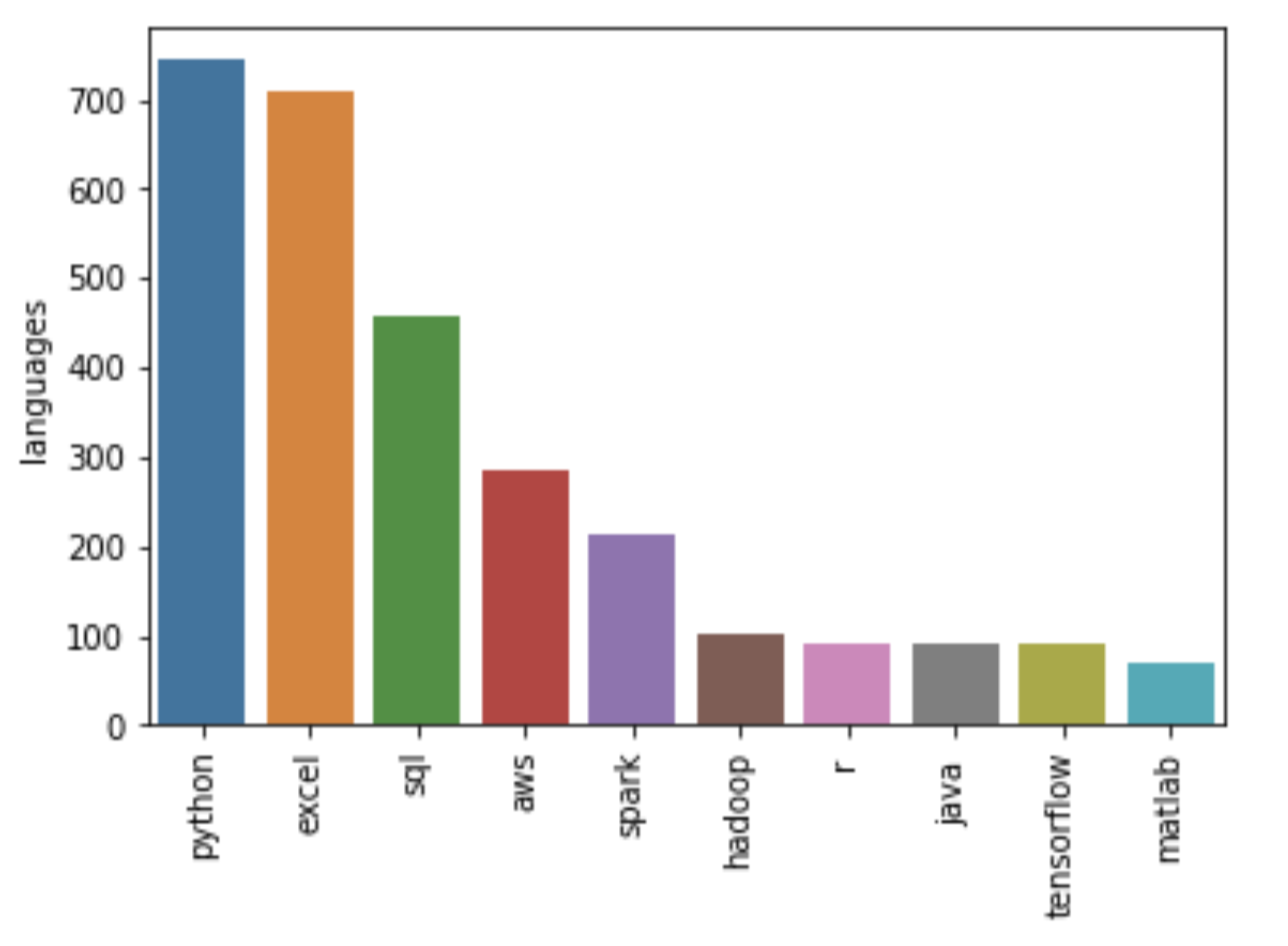 languages
700
600
500
400
300
200
100
0
python
excel
sql
aws
spark
hadoop
r
java
tensorflow
matlab